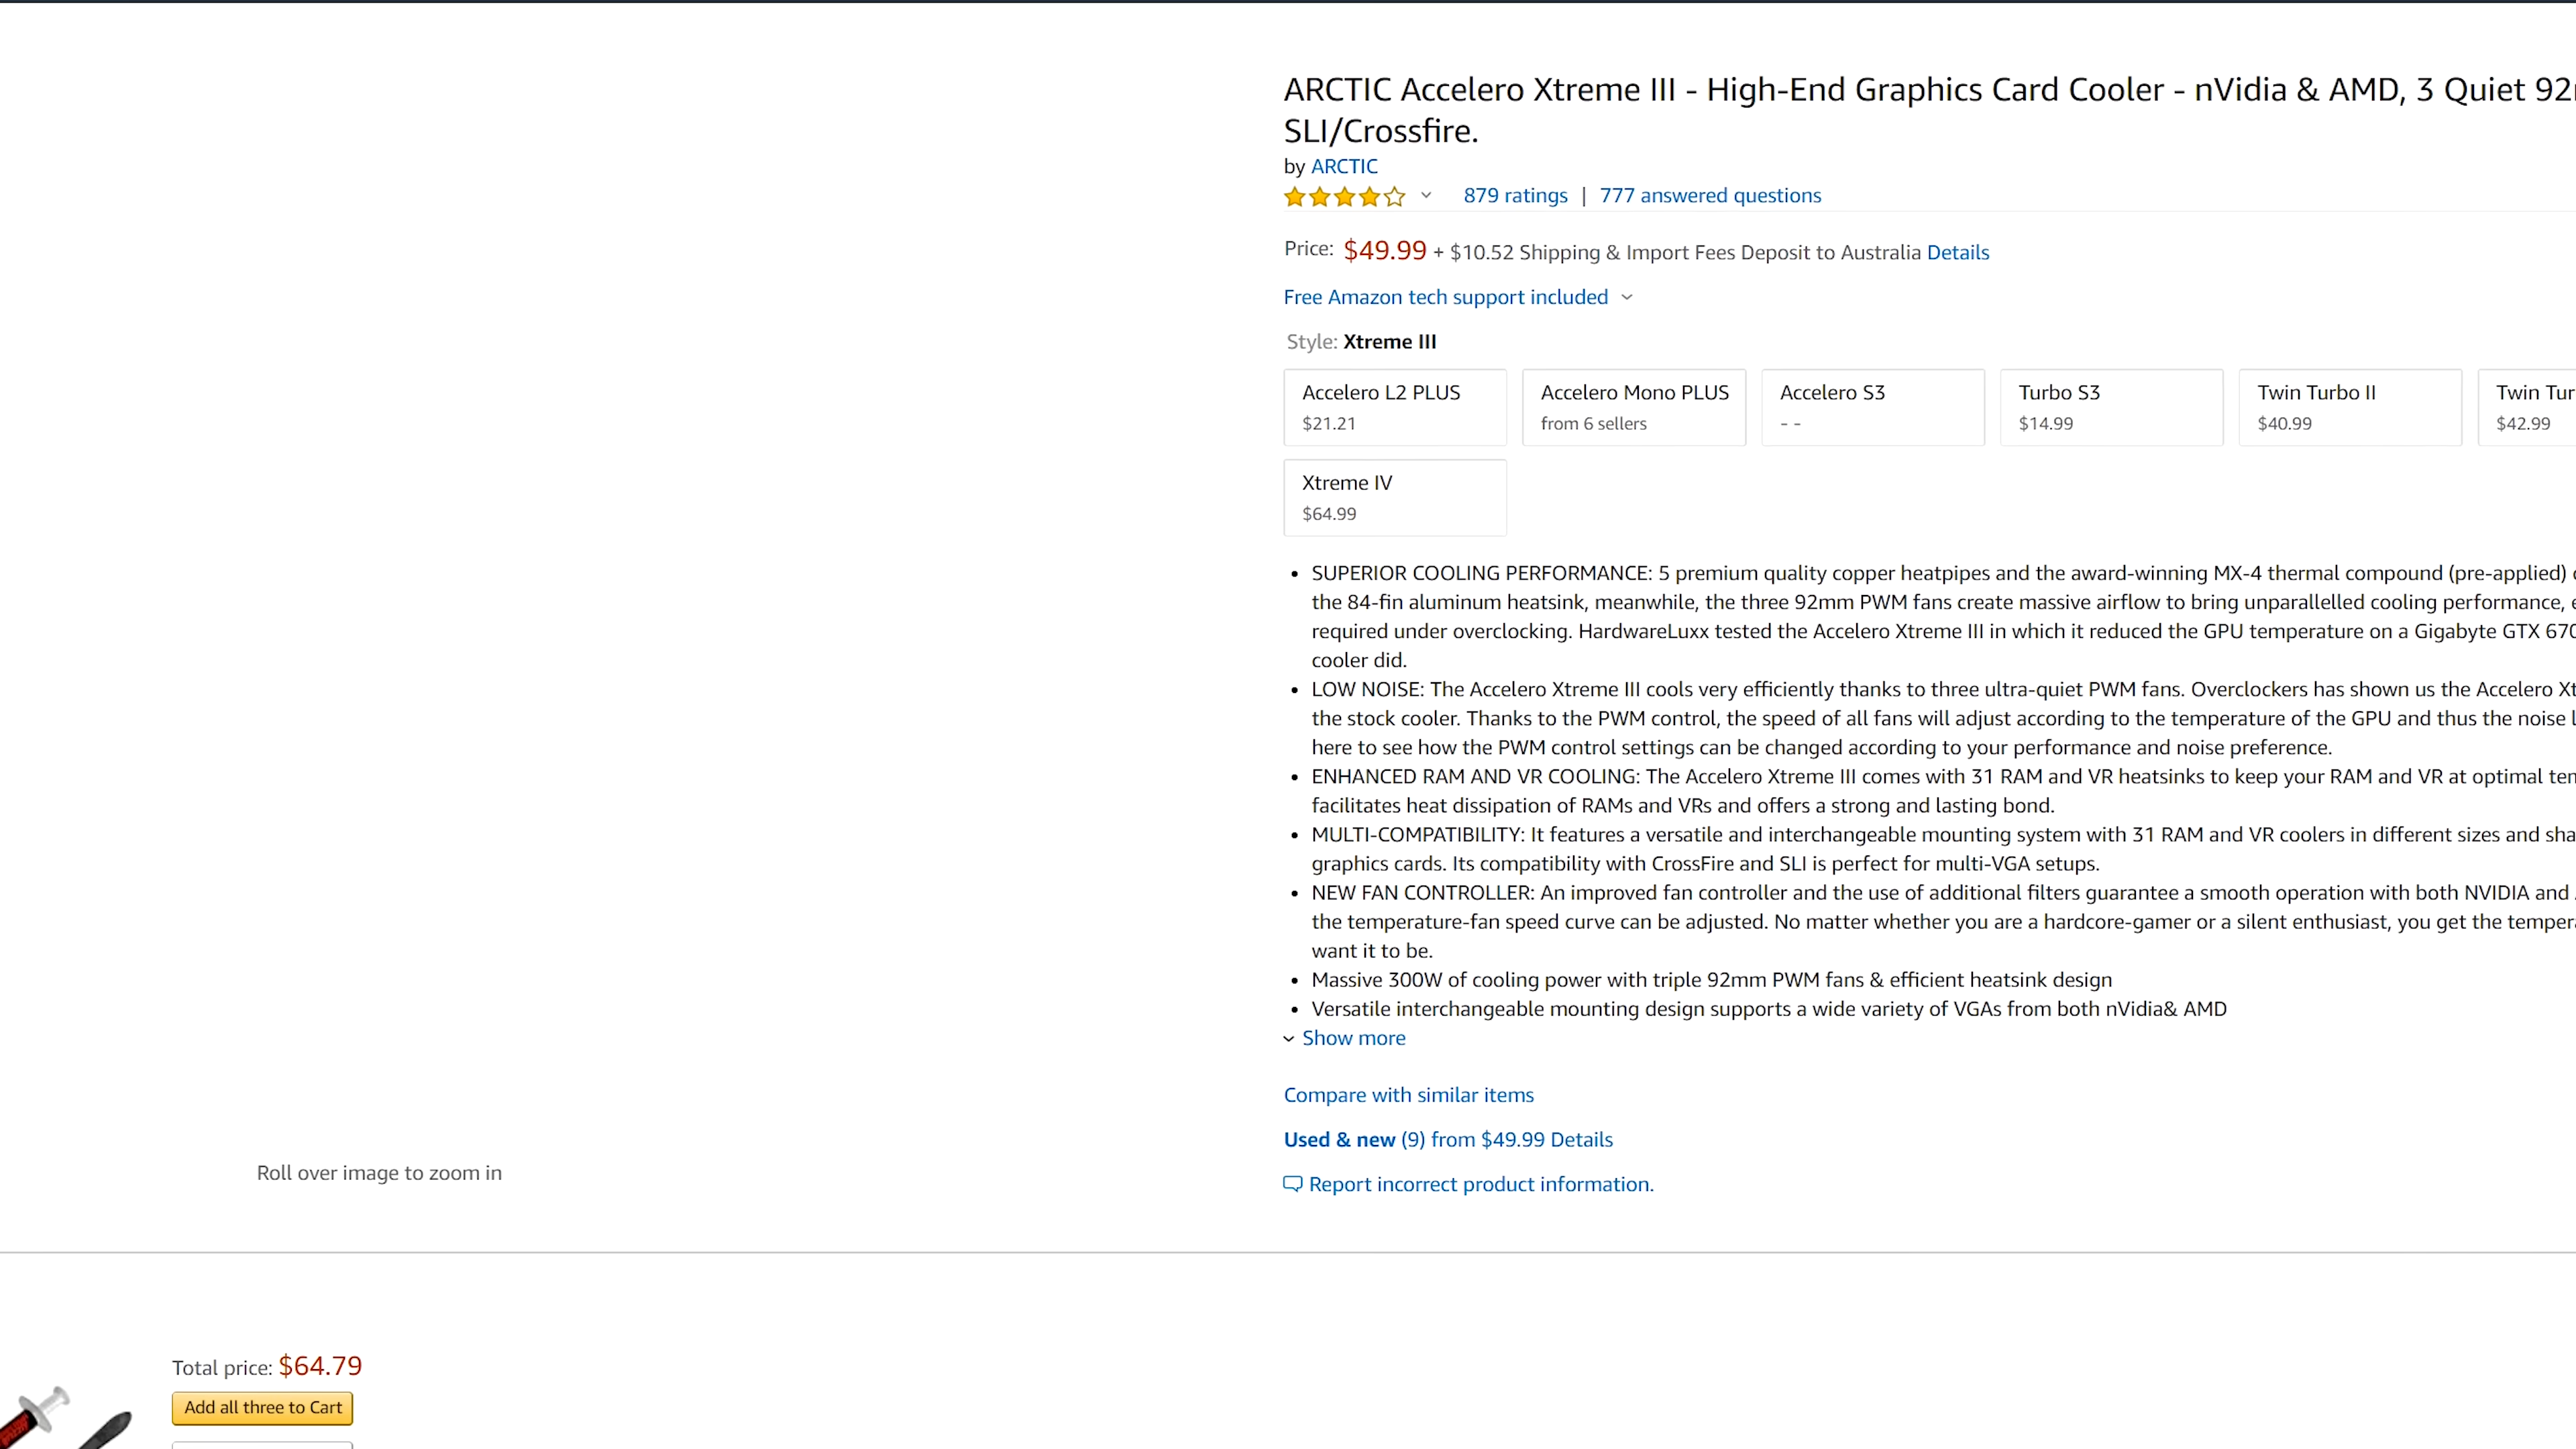 ARCTIC Accelero Xtreme III - High-End Graphics Card Cooler - nVidia & AMD, 3 Quiet
SLI/Crossfire.
by ARCTIC
879 ratings | 777 answered questions
Price: $49.99 + $10.52 Shipping & Import Fees Deposit to Australia Details
Free Amazon tech support included
Style: Xtreme III
Accelero L2 PLUS
$21.21
Accelero Mono PLUS
from 6 sellers
Accelero S3
- -
Turbo S3
$14.99
Twin Turbo II
$40.99
Twin
$42.99
Xtreme IV
$64.99
• SUPERIOR COOLING PERFORMANCE: 5 premium quality copper heatpipes and the award-winning MX-4 thermal compound (pre-applied)
the 84-fin aluminum heatsink, meanwhile, the three 92mm PWM fans create massive airflow to bring unparallelled cooling performance,
required under overclocking. HardwareLuxx tested the Accelero Xtreme III in which it reduced the GPU temperature on a Gigabyte GTX 670
cooler did.
• LOW NOISE: The Accelero Xtreme III cools very efficiently thanks to three ultra-quiet PWM fans. Overclockers has shown us the Accelero
the stock cooler. Thanks to the PWM control, the speed of all fans will adjust according to the temperature of the GPU and thus the noise
here to see how the PWM control settings can be changed according to your performance and noise preference.
• ENHANCED RAM AND VR COOLING: The Accelero Xtreme III comes with 31 RAM and VR heatsinks to keep your RAM and VR at optimal
facilitates heat dissipation of RAMs and VRs and offers a strong and lasting bond.
• MULTI-COMPATIBILITY: It features a versatile and interchangeable mounting system with 31 RAM and VR coolers in different sizes and
graphics cards. Its compatibility with CrossFire and SLI is perfect for multi-VGA setups.
• NEW FAN CONTROLLER: An improved fan controller and the use of additional filters guarantee a smooth operation with both NVIDIA and
the temperature-fan speed curve can be adjusted. No matter whether you are a hardcore-gamer or a silent enthusiast, you get the
want it to be.
• Massive 300W of cooling power with triple 92mm PWM fans & efficient heatsink design
• Versatile interchangeable mounting design supports a wide variety of VGAs from both nVidia& AMD
Show more
Compare with similar items
Used & new (9) from $49.99 Details
Report incorrect product information.
Roll over image to zoom in
Total price: $64.79
Add all three to Cart